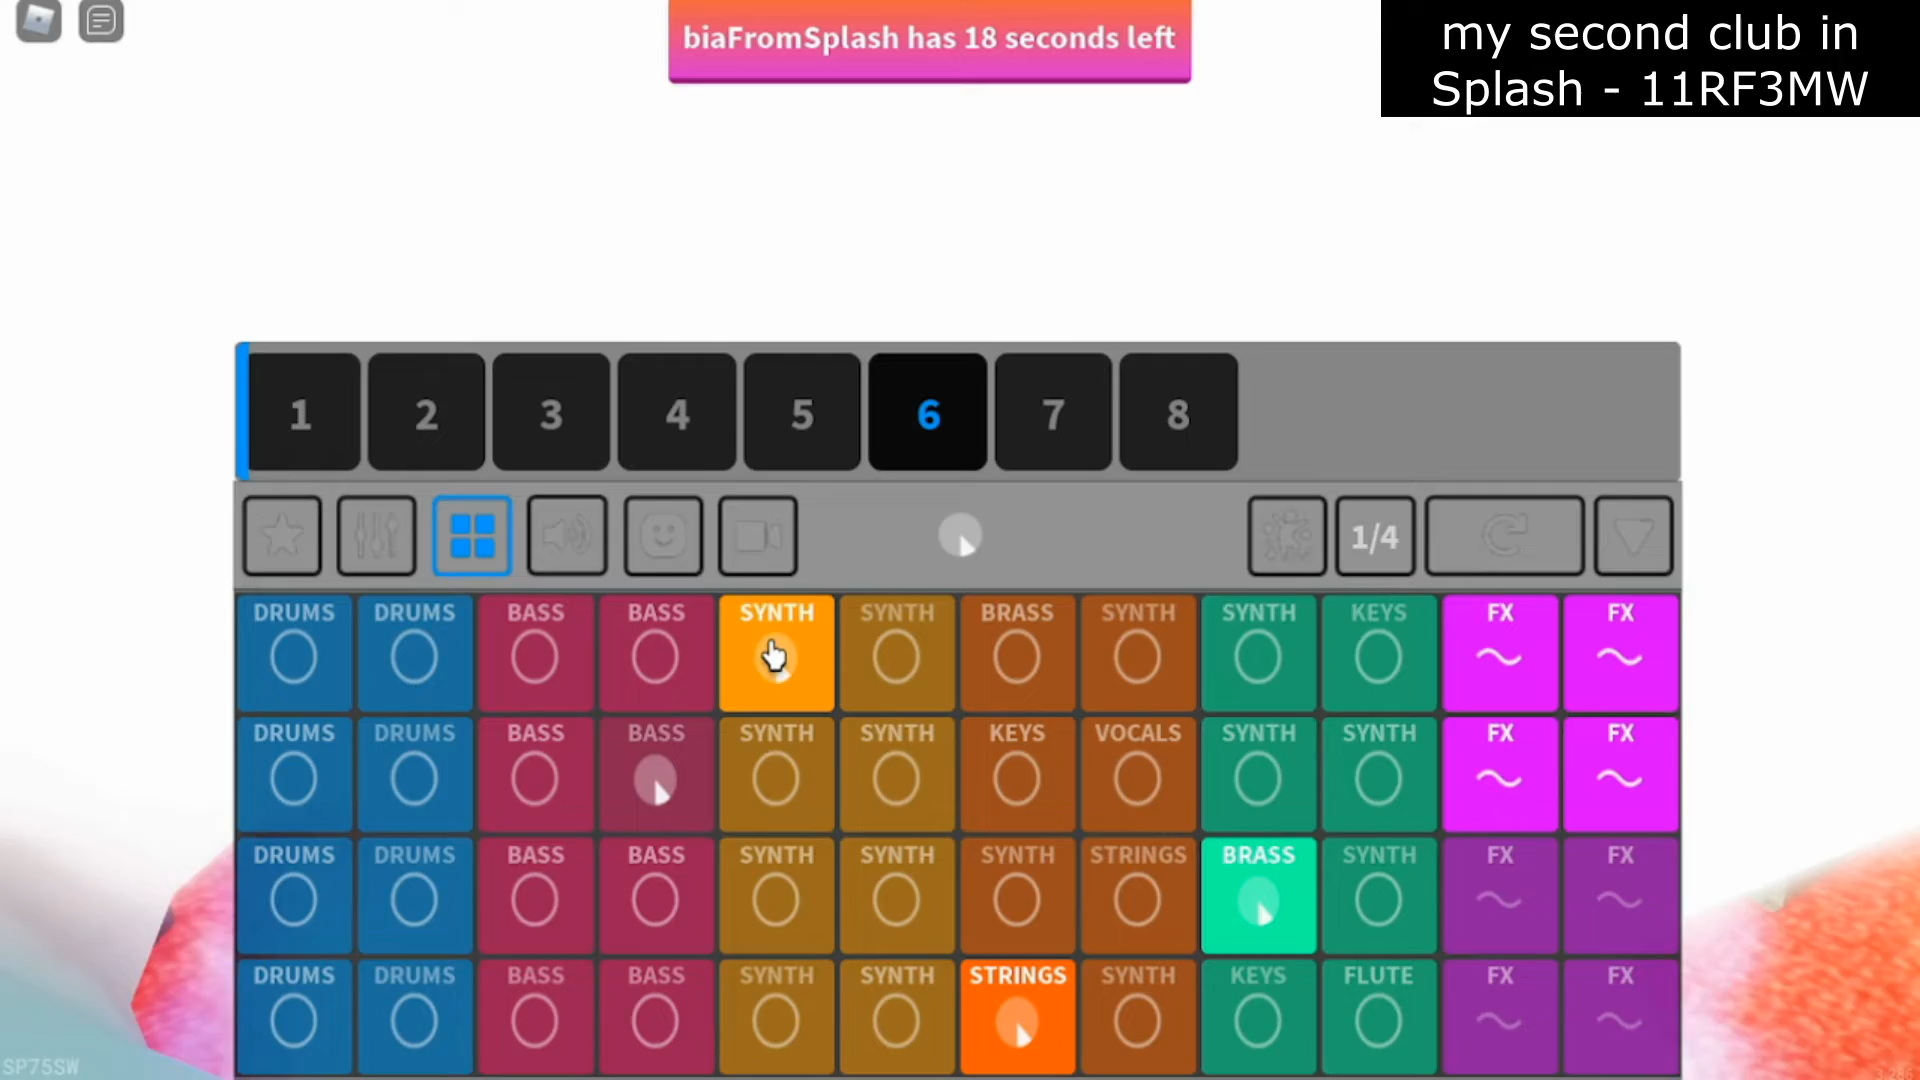 biaFromSplash has 18 seconds left
my second club in
Splash - 11RF3MW
1 2 3 4 5 6 7 8
1/4
DRUMS DRUMS BASS BASS SYNTH SYNTH BRASS SYNTH SYNTH KEYS FX FX
DRUMS DRUMS BASS BASS SYNTH SYNTH KEYS VOCALS SYNTH SYNTH FX FX
DRUMS DRUMS BASS BASS SYNTH SYNTH SYNTH STRINGS BRASS SYNTH FX FX
DRUMS DRUMS BASS BASS SYNTH SYNTH STRINGS SYNTH KEYS FLUTE FX FX
SP75SW